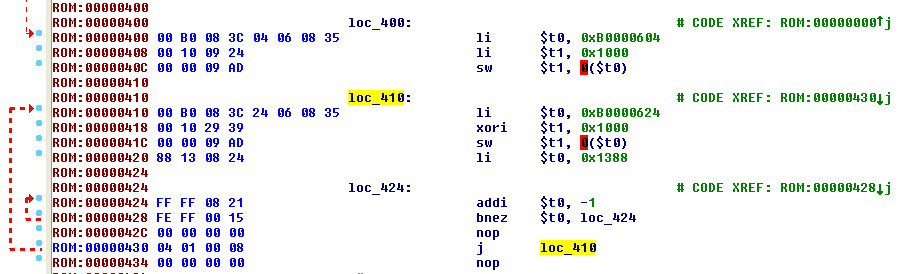 ROM:00000400
ROM:00000400 loc_400: # CODE XREF: ROM:00000000↑j
ROM:00000400 00 B0 08 3C 04 06 08 35 li $t0, 0xB0000604
ROM:00000408 00 10 09 24 li $t1, 0x1000
ROM:0000040C 00 00 09 AD sw $t1, 0($t0)
ROM:00000410
ROM:00000410 loc_410: # CODE XREF: ROM:00000430↓j
ROM:00000410 00 B0 08 3C 24 06 08 35 li $t0, 0xB0000624
ROM:00000418 00 10 29 39 xori $t1, 0x1000
ROM:0000041C 00 00 09 AD sw $t1, 0($t0)
ROM:00000420 88 13 08 24 li $t0, 0x1388
ROM:00000424
ROM:00000424 loc_424: # CODE XREF: ROM:00000428↓j
ROM:00000424 FF FF 08 21 addi $t0, -1
ROM:00000428 FE FF 00 15 bnez $t0, loc_424
ROM:0000042C 00 00 00 00 nop
ROM:00000430 04 01 00 08 j loc_410
ROM:00000434 00 00 00 00 nop